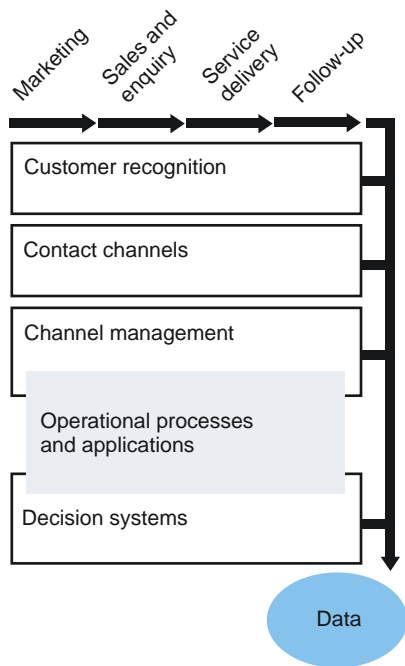 Marketing
Sales and
enquiry
Service
delivery
Follow-up
Customer recognition
Contact channels
Channel management
Operational processes
and applications
Decision systems
Data